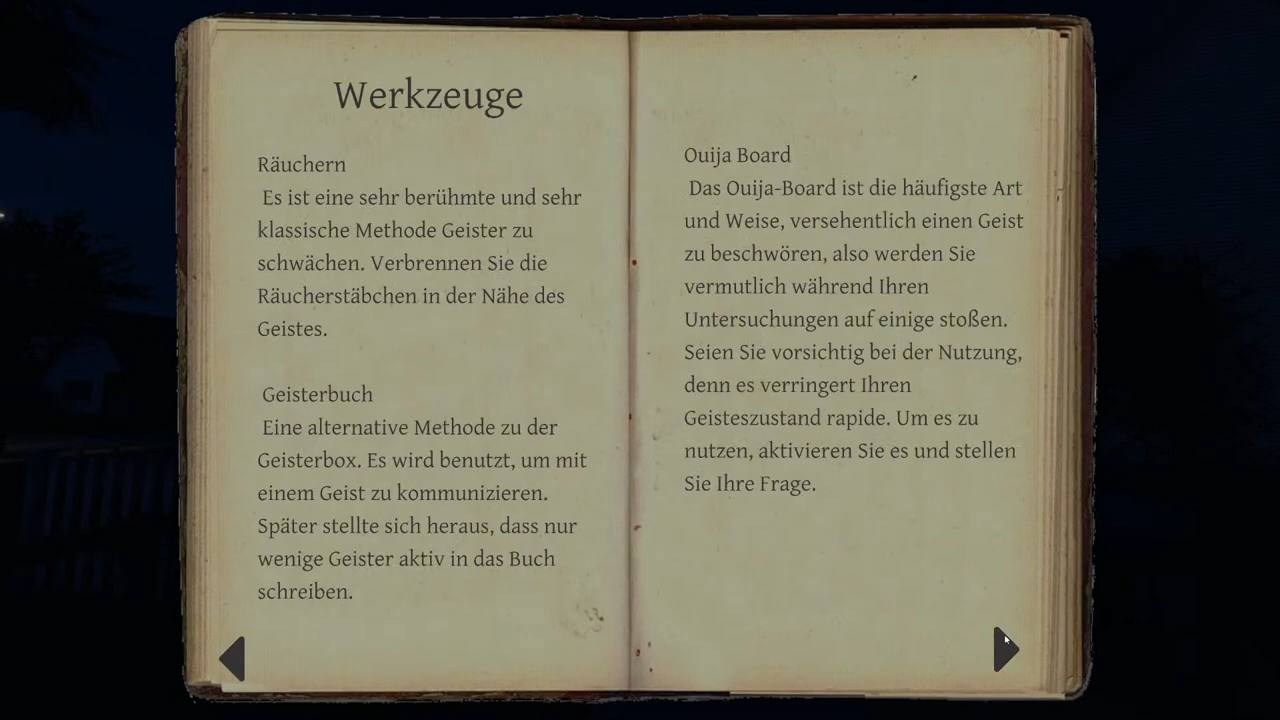 Werkzeuge
Räuchern
Es ist eine sehr berühmte und sehr
klassische Methode Geister zu
schwächen. Verbrennen Sie die
Räucherstäbchen in der Nähe des
Geistes.
Geisterbuch
Eine alternative Methode zu der
Geisterbox. Es wird benutzt, um mit
einem Geist zu kommunizieren.
Später stellte sich heraus, dass nur
wenige Geister aktiv in das Buch
schreiben.
Ouija Board
Das Ouija-Board ist die häufigste Art
und Weise, versehentlich einen Geist
zu beschwören, also werden Sie
vermutlich während Ihren
Untersuchungen auf einige stoßen.
Seien Sie vorsichtig bei der Nutzung,
denn es verringert Ihren
Geisteszustand rapide. Um es zu
nutzen, aktivieren Sie es und stellen
Sie Ihre Frage.